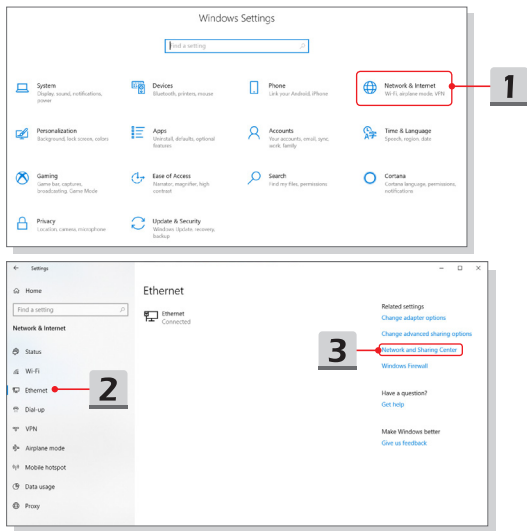 Windows Settings
Find a setting
System
Display, sound, notifications,
power
Devices
Bluetooth, printers, mouse
Phone
Link your Android, iPhone
Network & Internet
Wi-Fi, airplane mode, VPN
1
Personalization
Background, lock screen, colors
Apps
Uninstall, defaults, optional
features
Accounts
Your accounts, email, sync,
work, family
Time & Language
Speech, region, date
Gaming
Game bar, captures,
broadcasting, Game Mode
Ease of Access
Narrator, magnifier, high
contrast
Search
Find my files, permissions
Cortana
Cortana language, permissions,
notifications
Privacy
Location, camera, microphone
Update & Security
Windows Update, recovery,
backup
Settings
Home
Find a setting
Network & Internet
Status
Wi-Fi
Ethernet
2
Dial-up
VPN
Airplane mode
Mobile hotspot
Data usage
Proxy
Ethernet
Ethernet
Connected
Related settings
Change adapter options
Change advanced sharing options
3
Network and Sharing Center
Windows Firewall
Have a question?
Get help
Make Windows better
Give us feedback